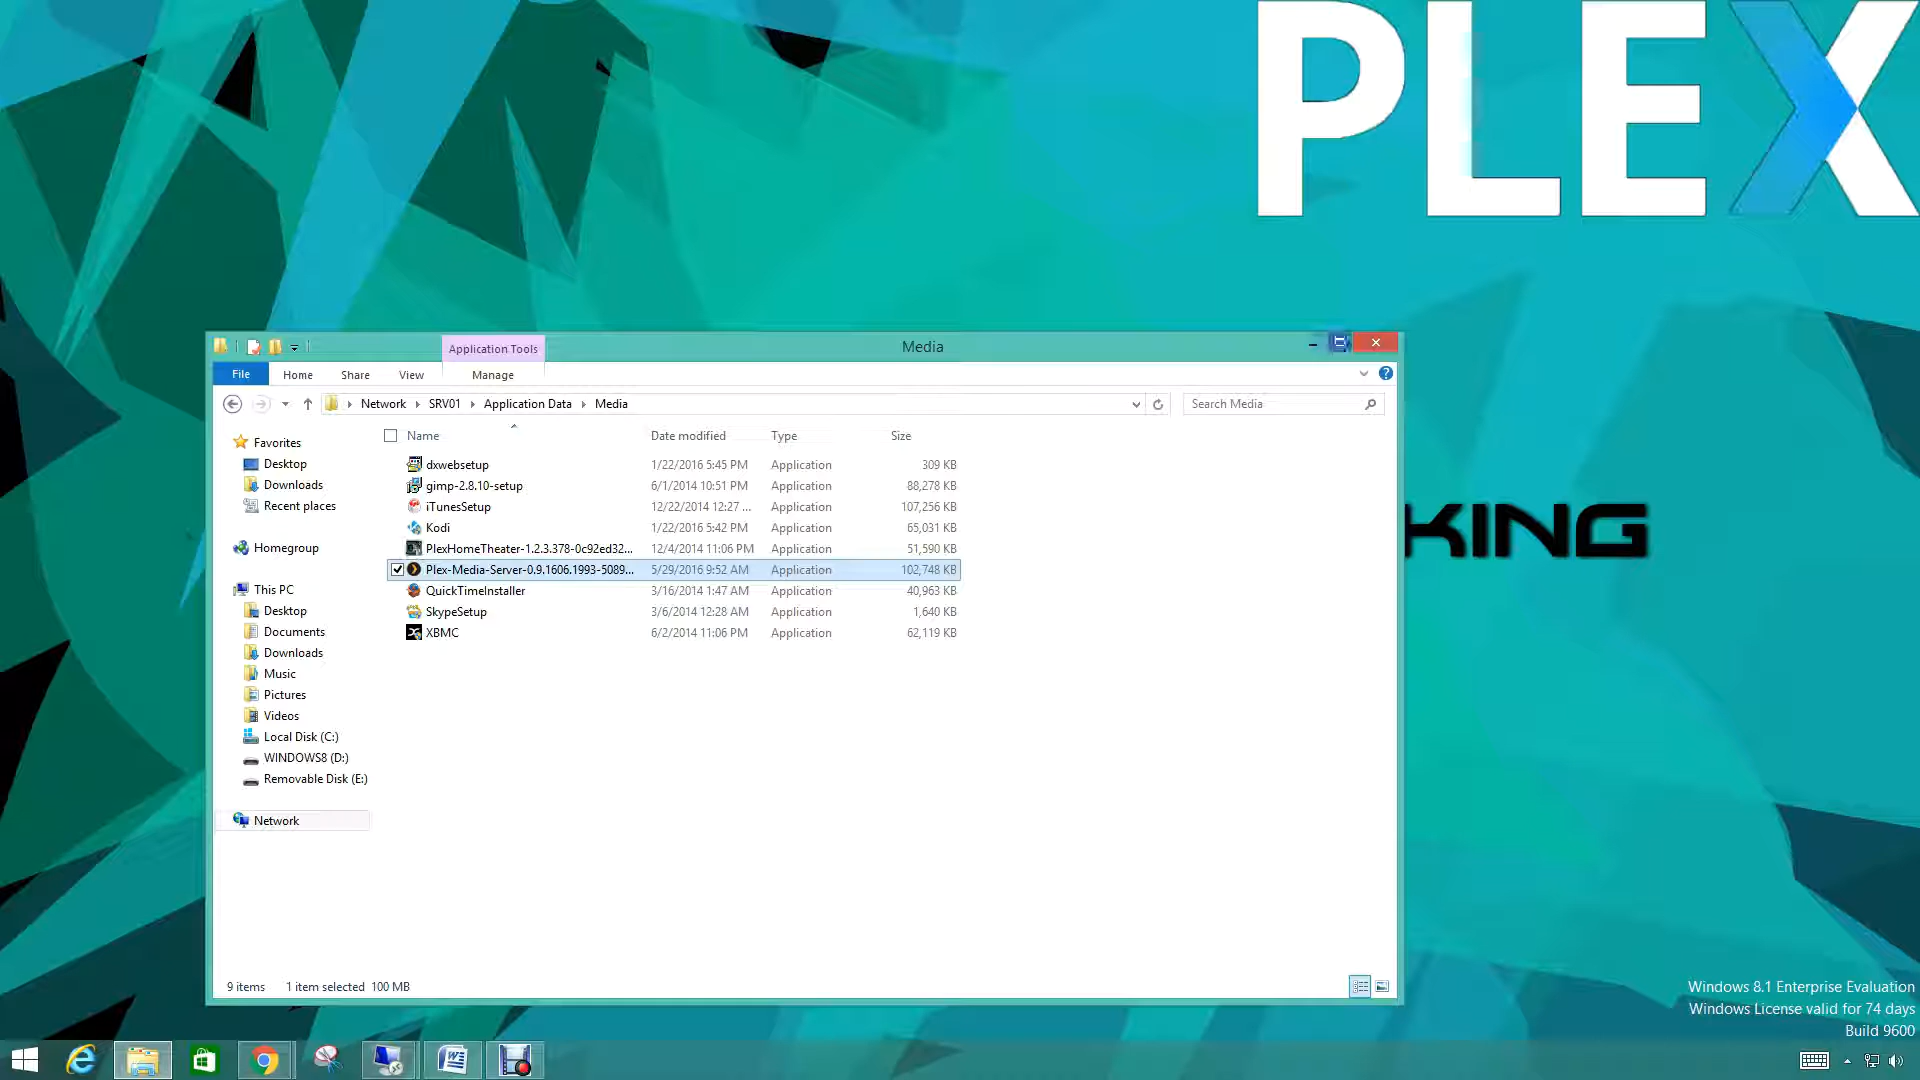 PLEX
Application Tools
Media
File
Home
Share
View
Manage
Network
SRV01
Application Data
Media
Search Media
Name
Date modified
Type
Size
Favorites
Desktop
Downloads
Recent places
Homegroup
This PC
Desktop
Documents
Downloads
Music
Pictures
Videos
Local Disk (C:)
WINDOWS8 (D:)
Removable Disk (E:)
Network
dxwebsetup 1/22/2016 5:45 PM Application 309 KB
gimp-2.8.10-setup 6/1/2014 10:51 PM Application 88,278 KB
iTunesSetup 12/22/2014 12:27 ... Application 107,256 KB
Kodi 1/22/2016 5:42 PM Application 65,031 KB
PlexHomeTheater-1.2.3.378-0c92ed32... 12/4/2014 11:06 PM Application 51,590 KB
Plex-Media-Server-0.9.1606.1993-5089... 5/29/2016 9:52 AM Application 102,748 KB
QuickTimeInstaller 3/16/2014 1:47 AM Application 40,963 KB
SkypeSetup 3/6/2014 12:28 AM Application 1,640 KB
XBMC 6/2/2014 11:06 PM Application 62,119 KB
KING
9 items 1 item selected 100 MB
Windows 8.1 Enterprise Evaluation
Windows License valid for 74 days
Build 9600